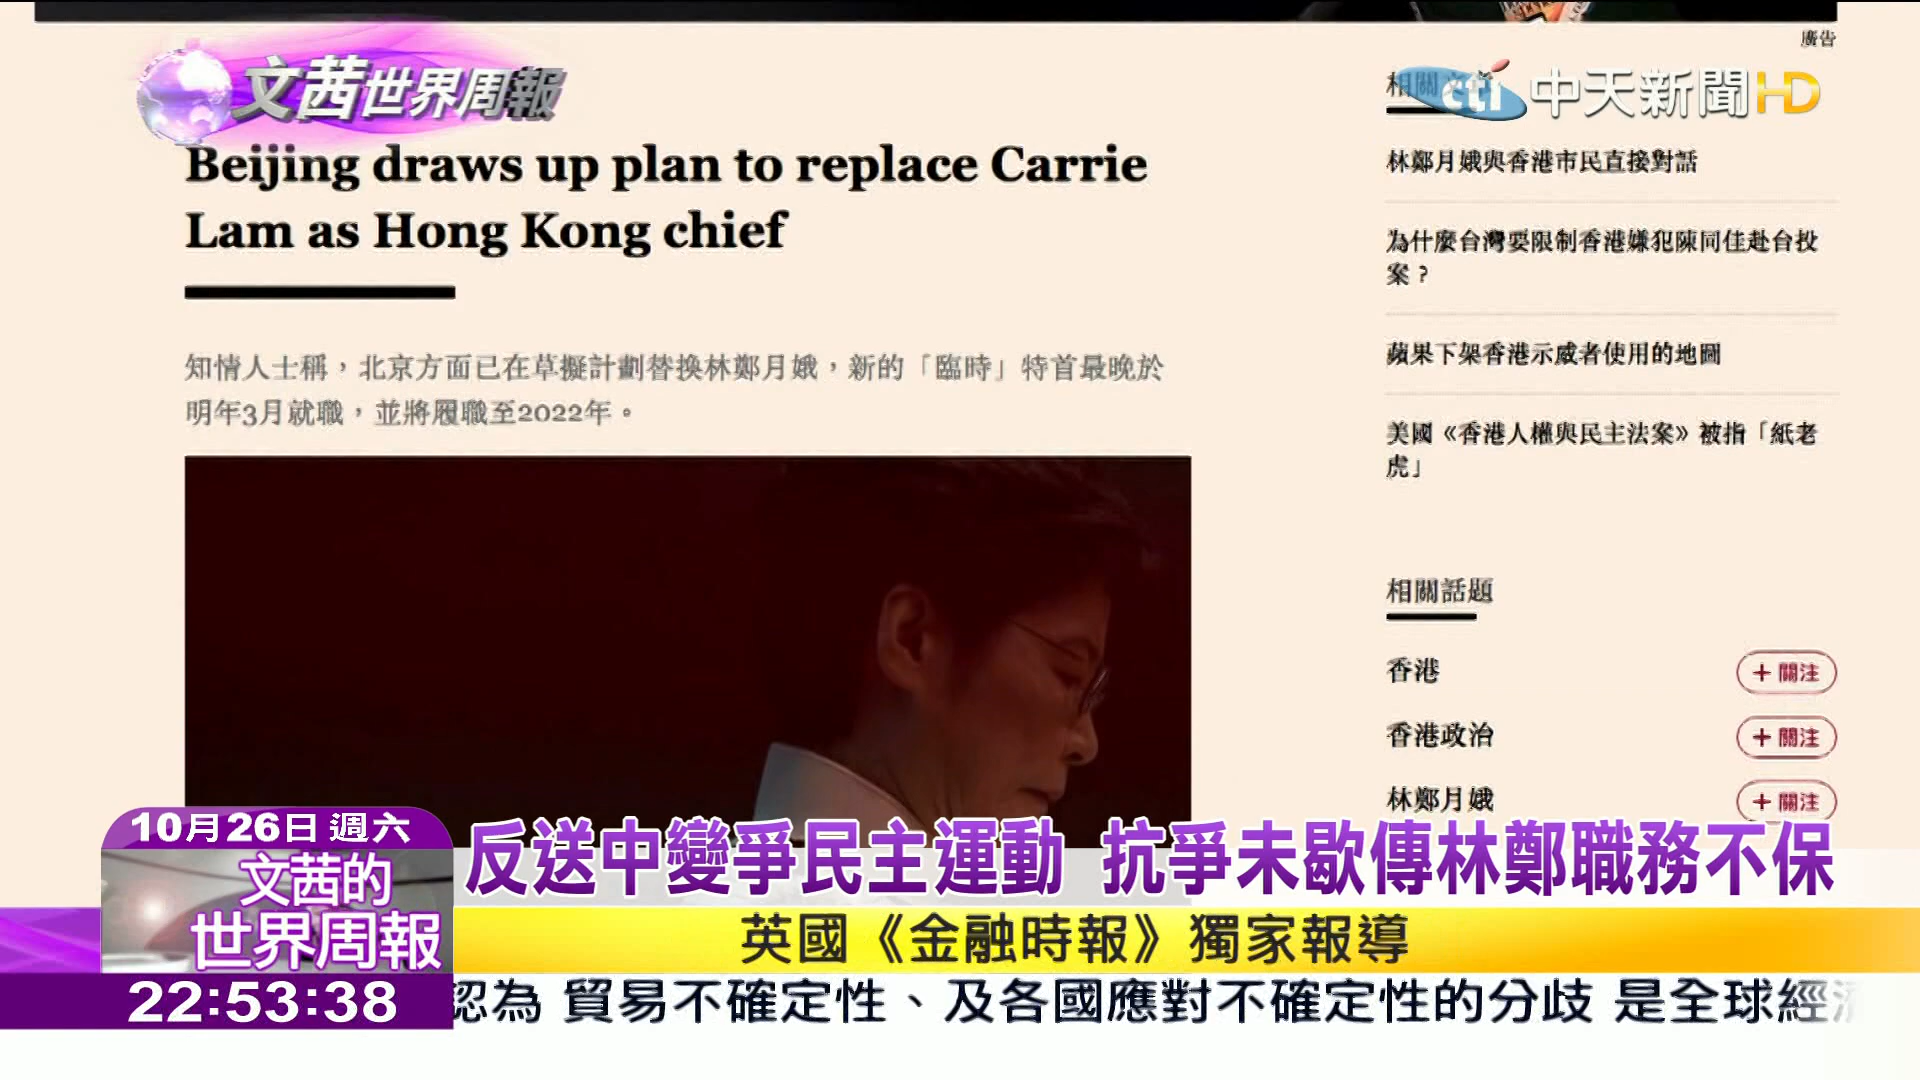 廣告
文茜世界周報
cti 中天新聞HD
Beijing draws up plan to replace Carrie
Lam as Hong Kong chief
知情人士稱，北京方面已在草擬計劃替換林鄭月娥，新的「臨時」特首最晚於
明年3月就職，並將履職至2022年。
林鄭月娥與香港市民直接對話
為什麼台灣要限制香港嫌犯陳同佳赴台投
案？
蘋果下架香港示威者使用的地圖
美國《香港人權與民主法案》被指「紙老
虎」
相關話題
香港
+ 關注
香港政治
+ 關注
林鄭月娥
+ 關注
10月26日 週六
文茜的
世界周報
22:53:38
反送中變爭民主運動 抗爭未歇傳林鄭職務不保
英國《金融時報》獨家報導
認為 貿易不確定性、及各國應對不確定性的分歧 是全球經濟